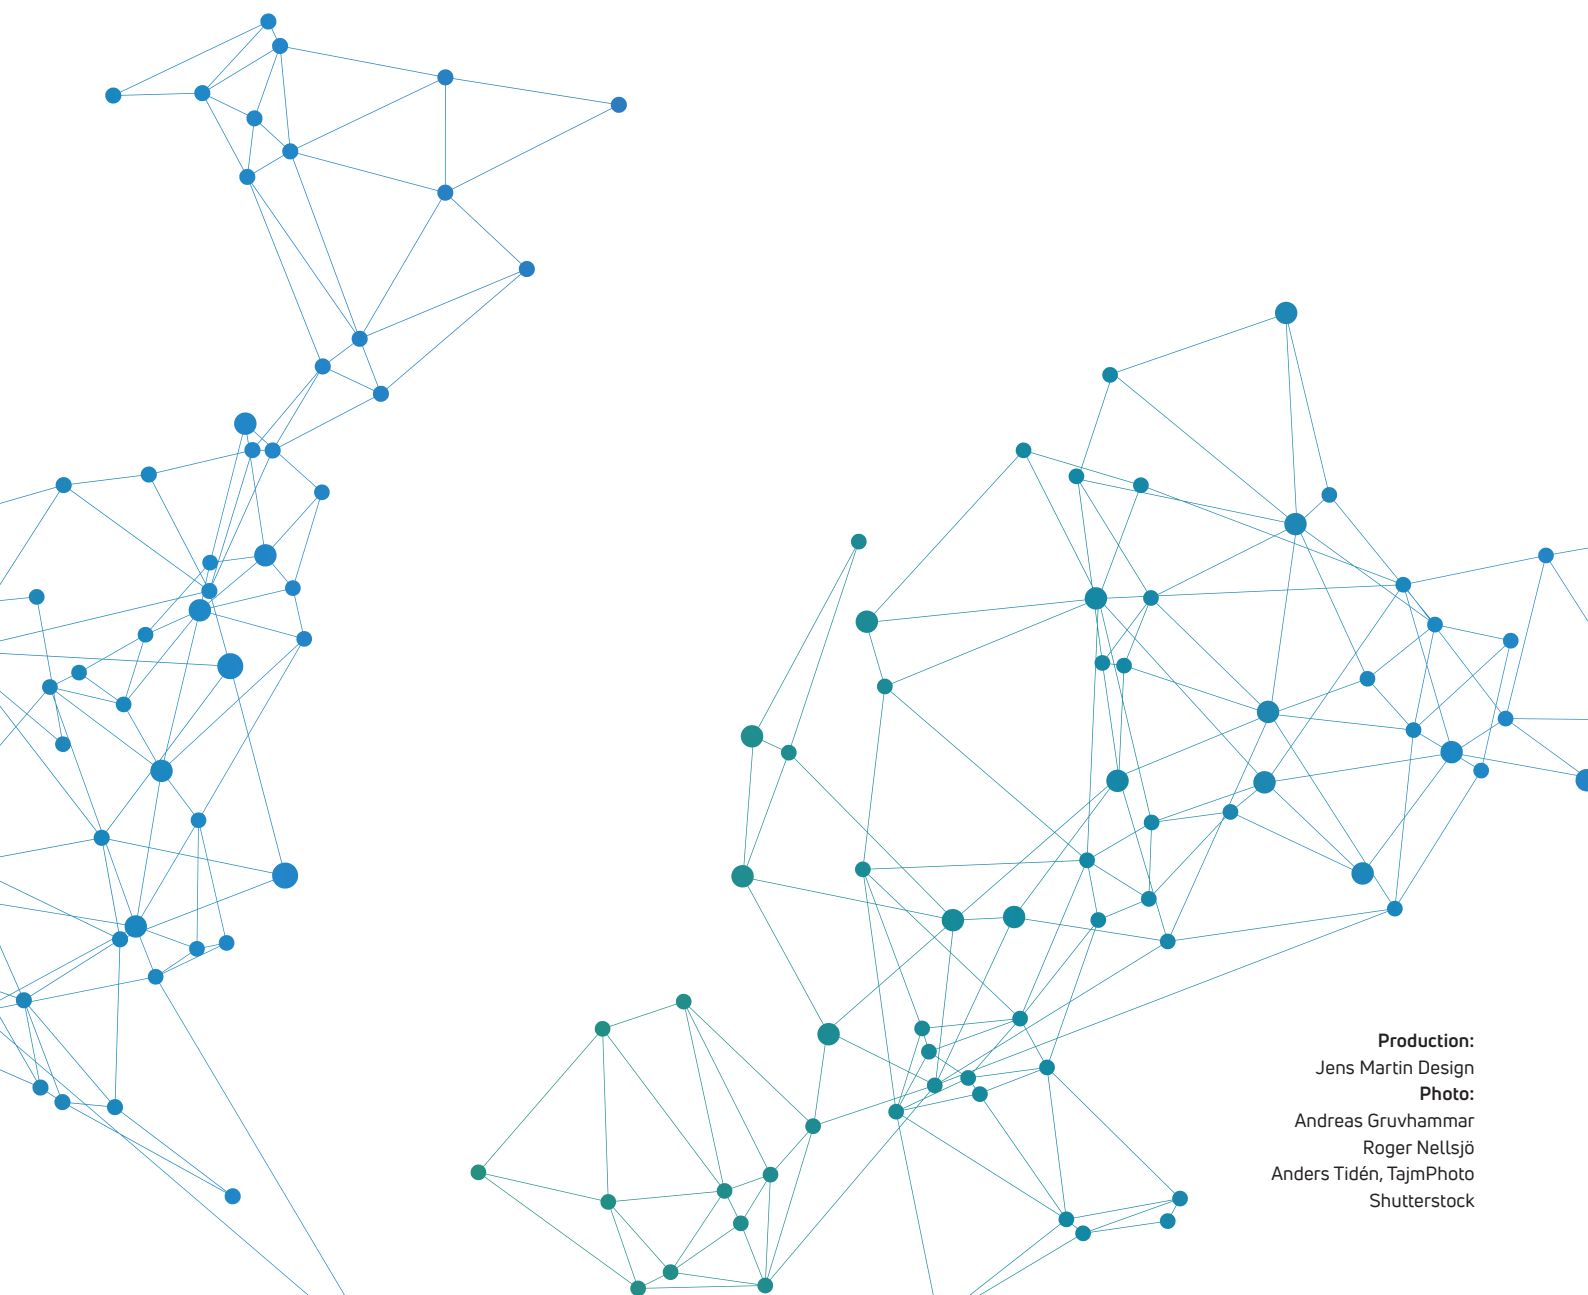 Production:
Jens Martin Design
Photo:
Andreas Gruvhammar
Roger Nellsjö
Anders Tidén, TajmPhoto
Shutterstock